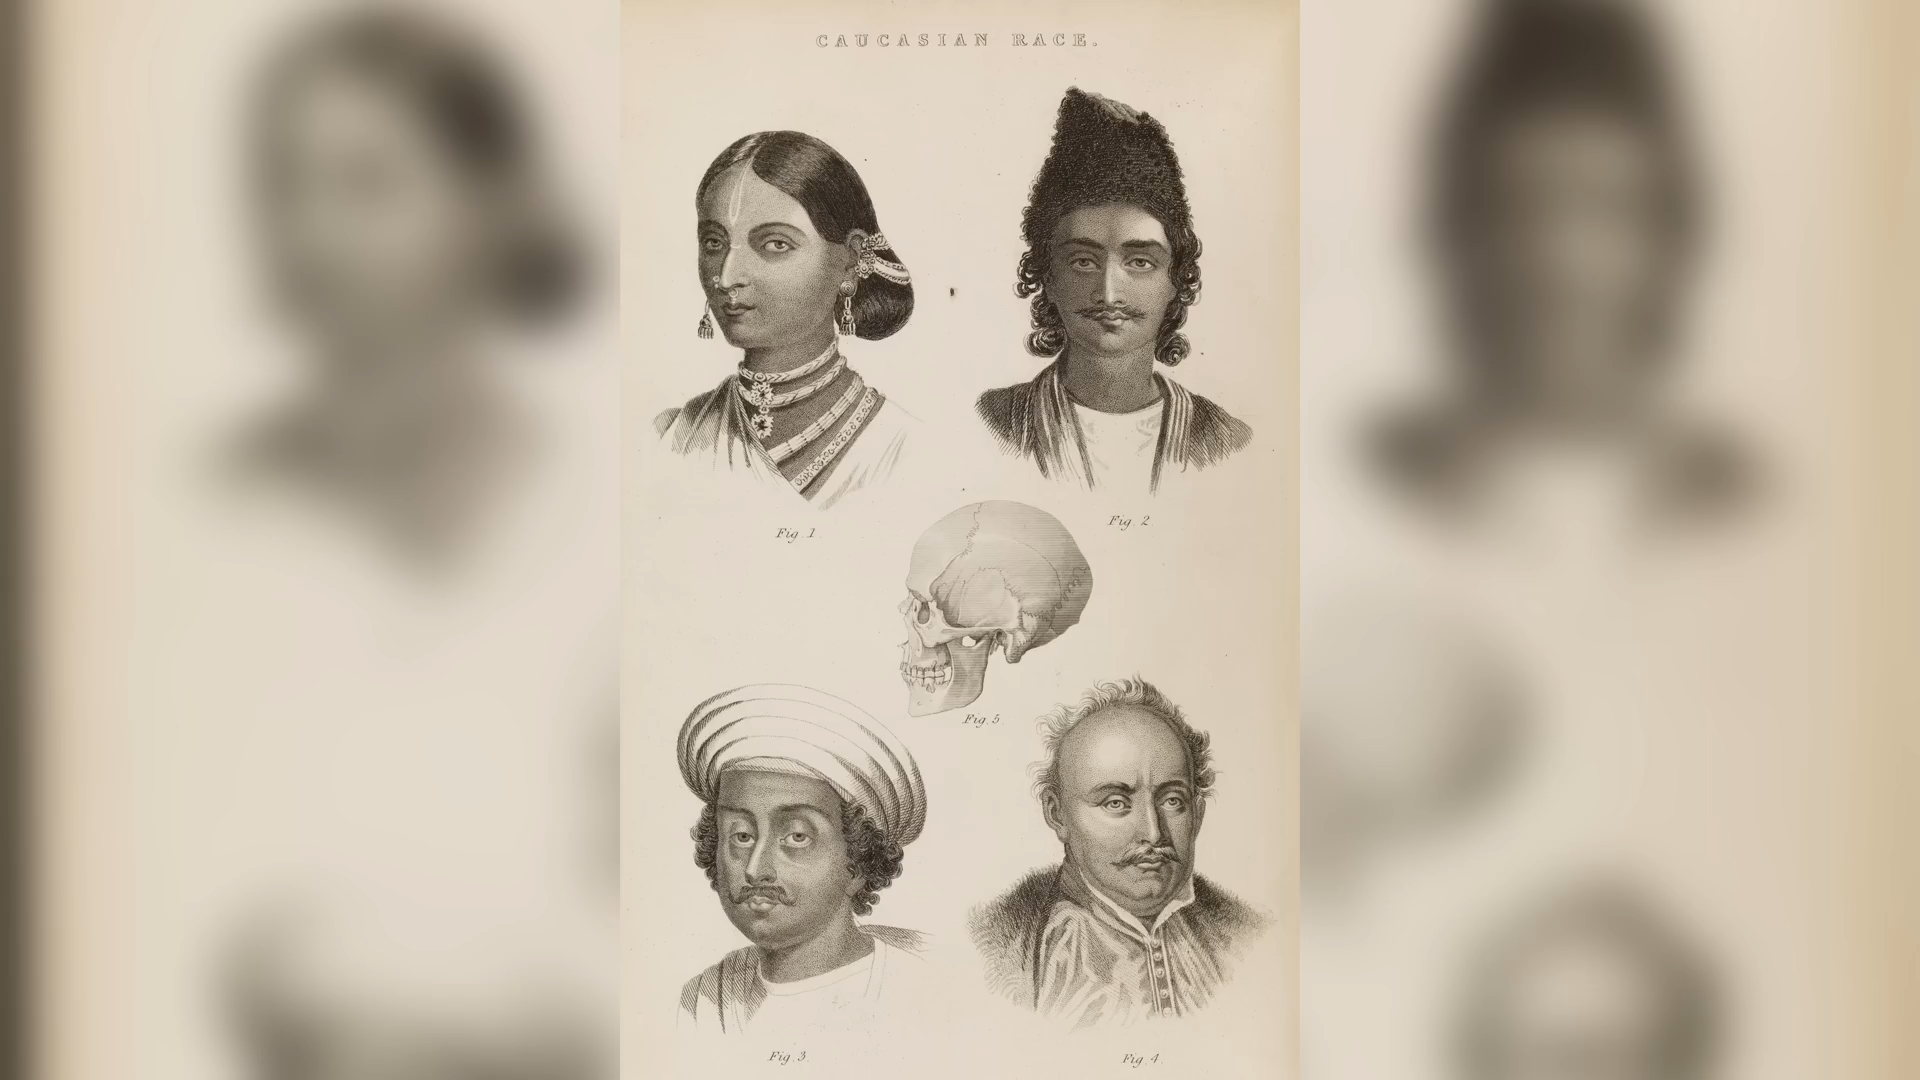 CAUCASIAN RACE.
Fig. 1.
Fig. 2.
Fig. 5.
Fig. 3.
Fig. 4.